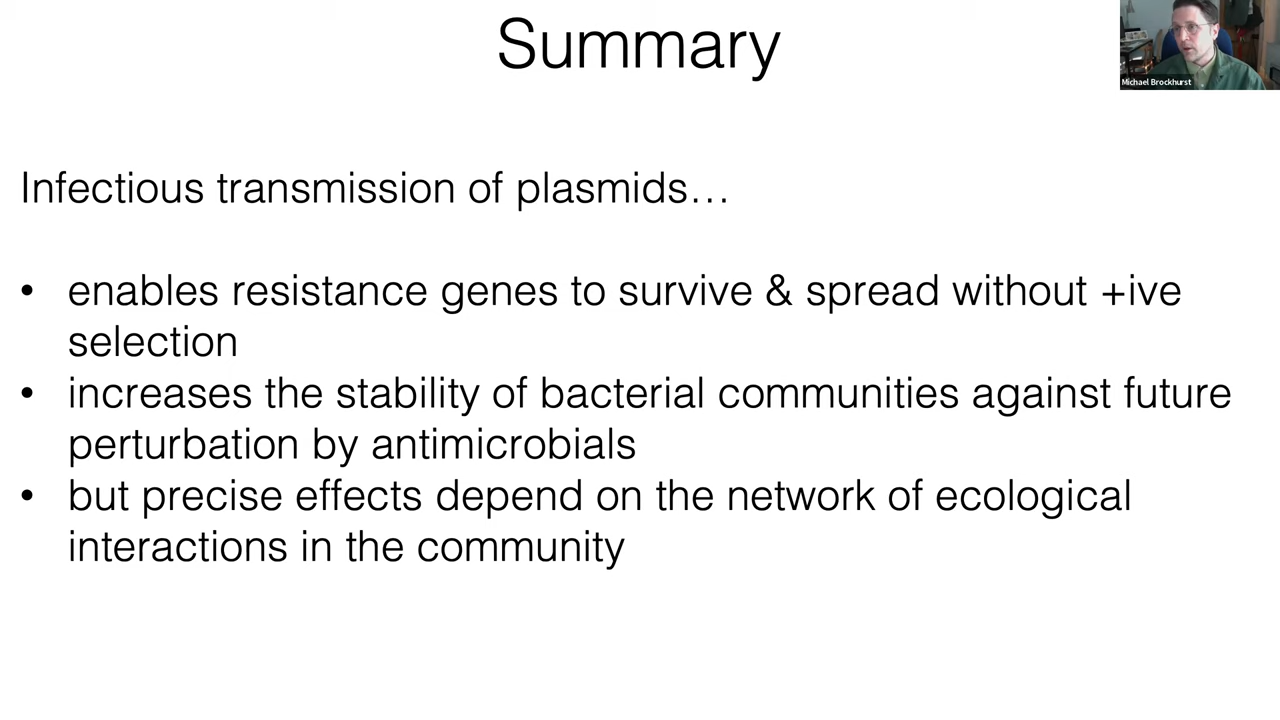 Summary
Michael Brockhurst
Infectious transmission of plasmids…
• enables resistance genes to survive & spread without +ive
selection
• increases the stability of bacterial communities against future
perturbation by antimicrobials
• but precise effects depend on the network of ecological
interactions in the community